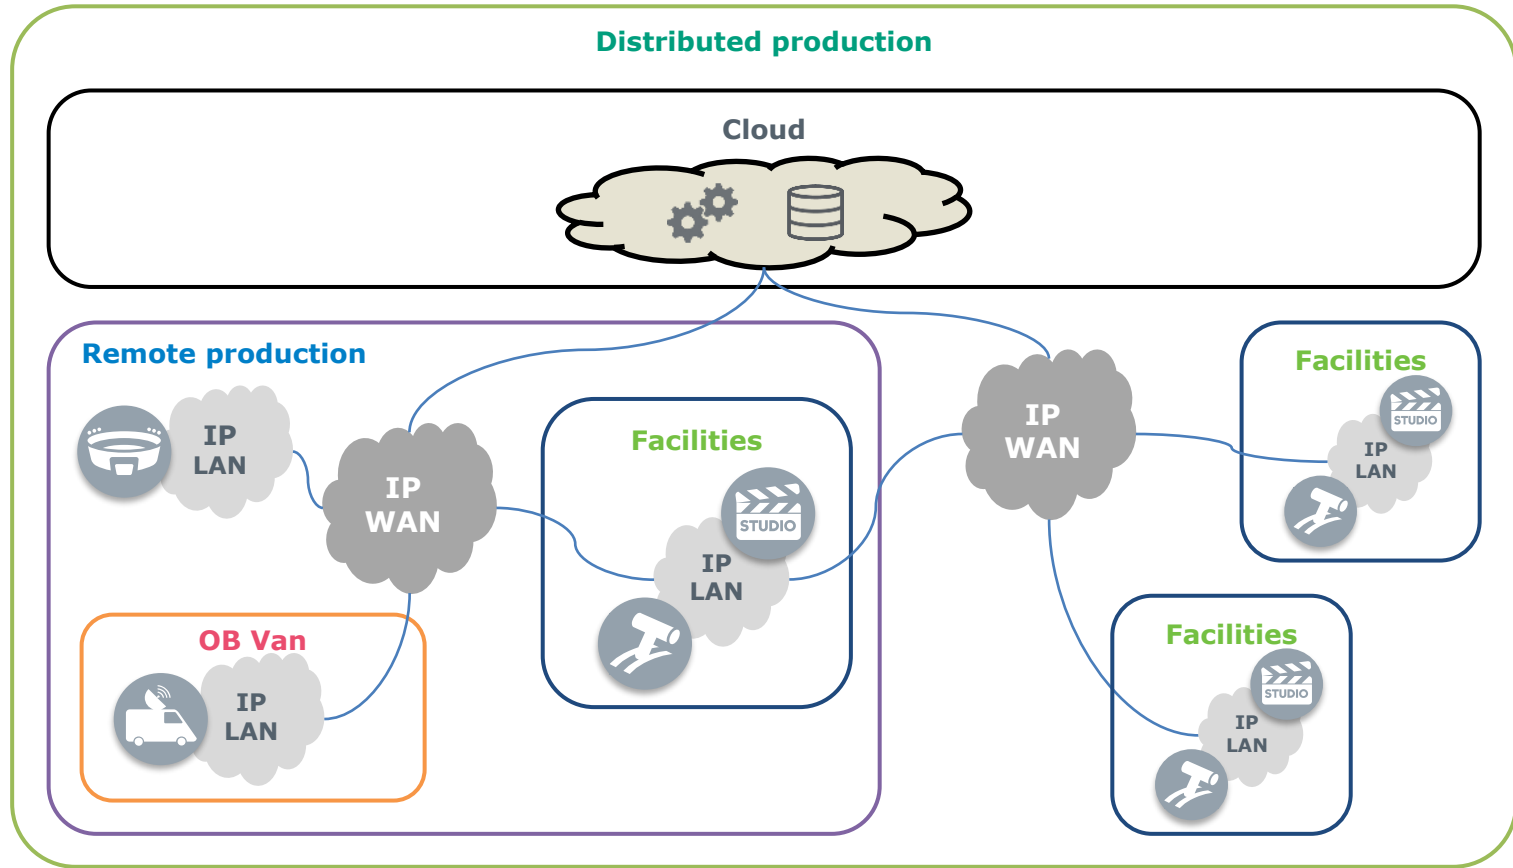 Distributed production
Cloud
Remote production
IP
LAN
IP
WAN
Facilities
STUDIO
IP
LAN
OB Van
IP
LAN
IP
WAN
Facilities
STUDIO
IP
LAN
Facilities
STUDIO
IP
LAN